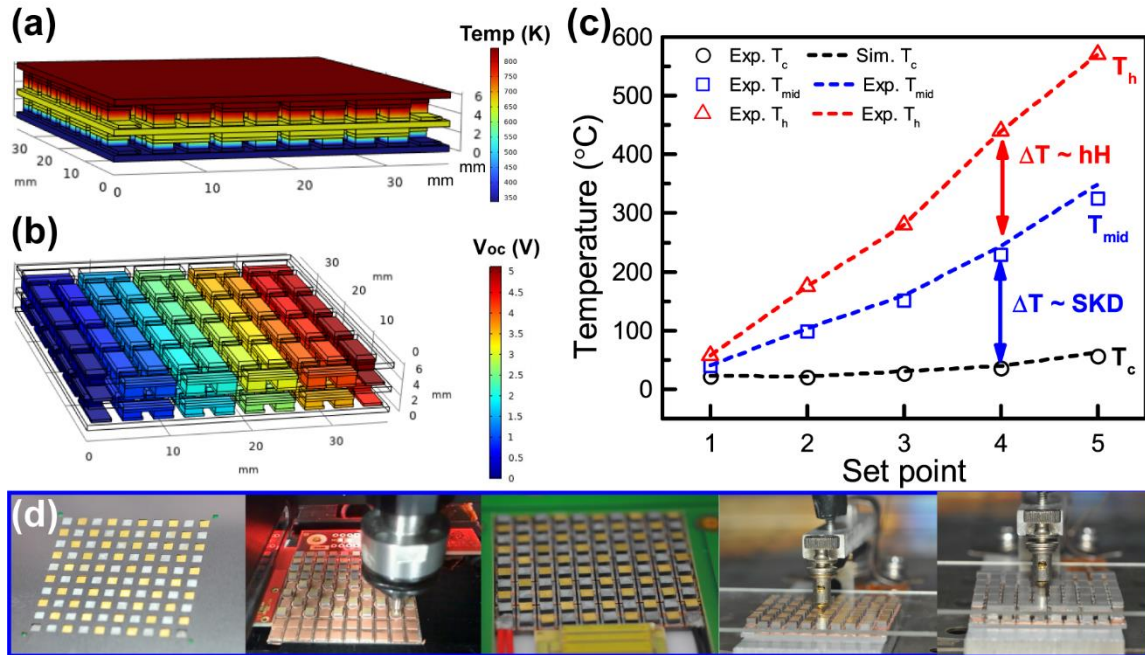 (a)
Temp (K)
800
750
700
650
600
550
500
450
400
350
6
4
2
0
mm
30
20
10
0
mm
0
10
20
30
mm
(b)
Voc (V)
5
4.5
4
3.5
3
2.5
2
1.5
1
0.5
0
30
20
10
0
mm
6
4
2
0
mm
0
10
20
30
mm
(c)
600
500
400
300
200
100
0
Temperature (°C)
Exp. Tc
Sim. Tc
Exp. Tmid
Exp. Tmid
Exp. Th
Exp. Th
Th
ΔT ~ hH
Tmid
ΔT ~ SKD
Tc
1 2 3 4 5
Set point
(d)